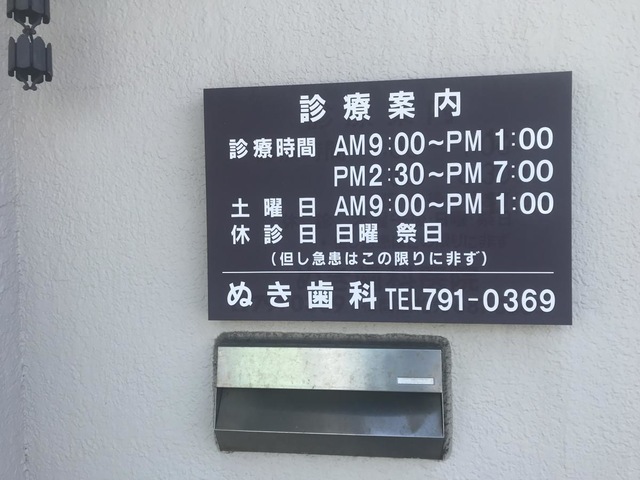 診療案内
診療時間 AM9:00~PM 1:00
PM2:30~PM 7:00
土曜日 AM9:00~PM 1:00
休診日 日曜 祭日
(但し急患はこの限りに非ず)
ぬき歯科 TEL791-0369